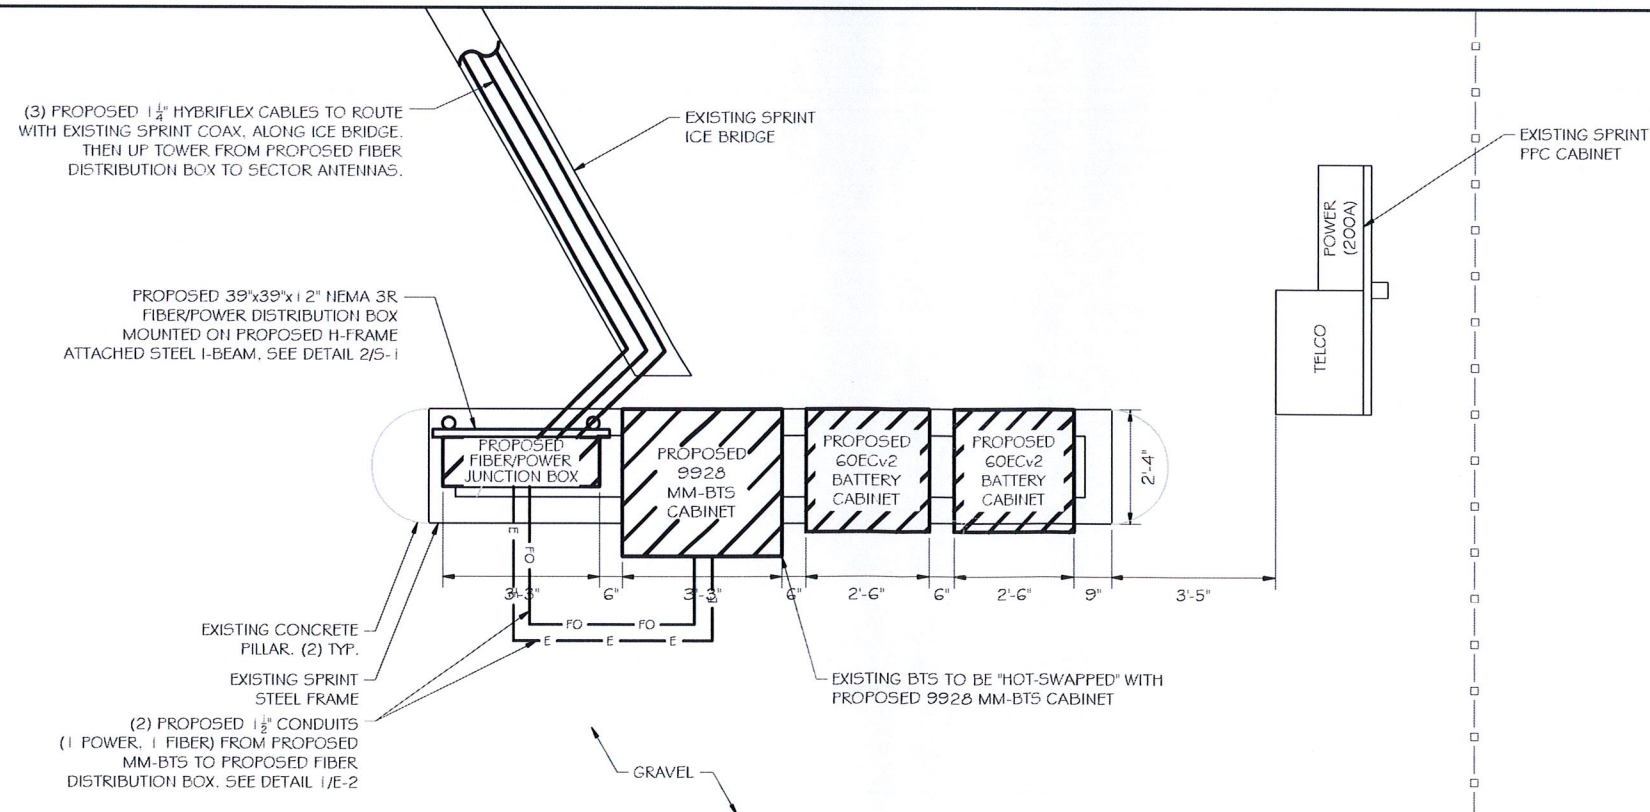 (3) PROPOSED 1 1/4" HYBRIFLEX CABLES TO ROUTE
WITH EXISTING SPRINT COAX, ALONG ICE BRIDGE,
THEN UP TOWER FROM PROPOSED FIBER
DISTRIBUTION BOX TO SECTOR ANTENNAS.
EXISTING SPRINT
ICE BRIDGE
EXISTING SPRINT
PPC CABINET
POWER
(200A)
TELCO
PROPOSED 39"x39"x12" NEMA 3R
FIBER/POWER DISTRIBUTION BOX
MOUNTED ON PROPOSED H-FRAME
ATTACHED STEEL I-BEAM, SEE DETAIL 2/S-1
PROPOSED
FIBER/POWER
JUNCTION BOX
PROPOSED
9928
MM-BTS
CABINET
PROPOSED
60ECv2
BATTERY
CABINET
PROPOSED
60ECv2
BATTERY
CABINET
2'-4"
E
FO
E
E
3'-3"
6"
3'-3"
6"
2'-6"
6"
2'-6"
9"
3'-5"
FO
FO
E
E
E
EXISTING CONCRETE
PILLAR. (2) TYP.
EXISTING SPRINT
STEEL FRAME
(2) PROPOSED 1 1/2" CONDUITS
(1 POWER, 1 FIBER) FROM PROPOSED
MM-BTS TO PROPOSED FIBER
DISTRIBUTION BOX. SEE DETAIL 1/E-2
EXISTING BTS TO BE "HOT-SWAPPED" WITH
PROPOSED 9928 MM-BTS CABINET
GRAVEL